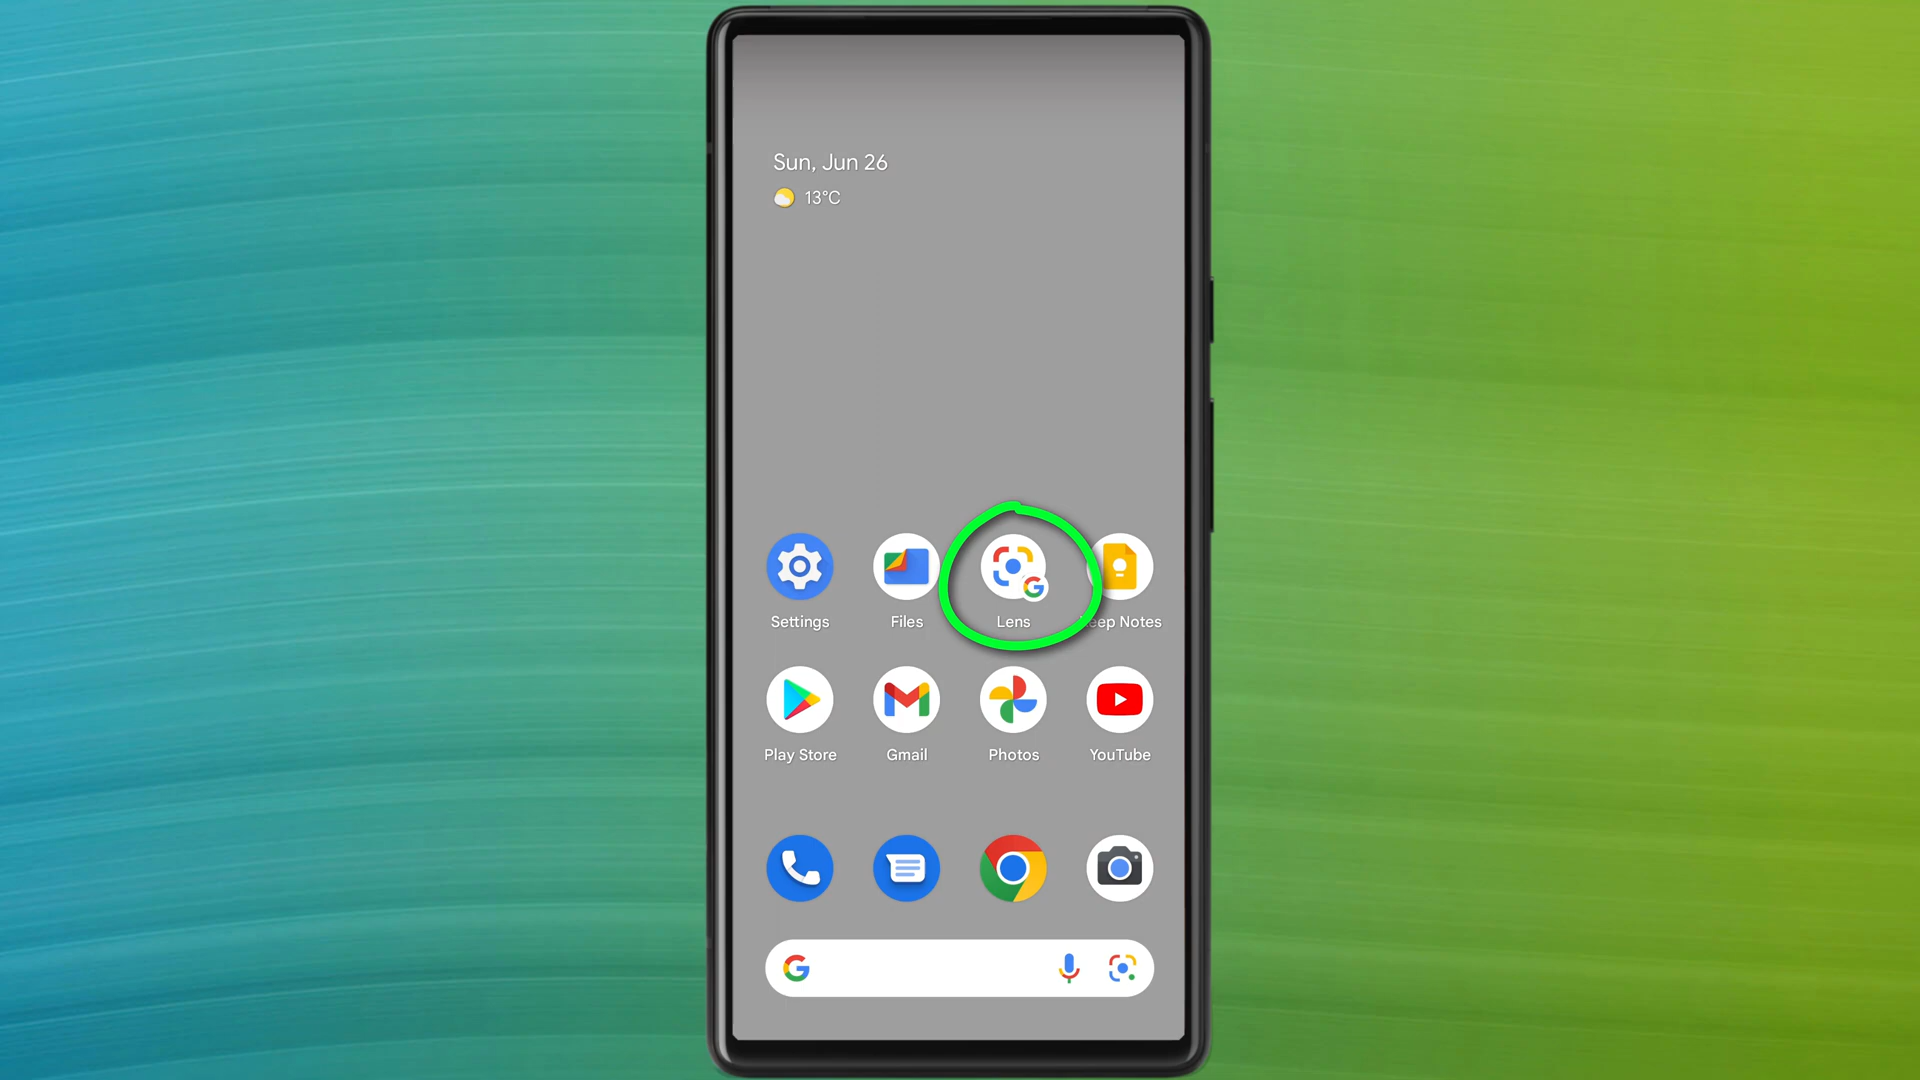 Sun, Jun 26
13°C
Settings
Files
Lens
eep Notes
Play Store
Gmail
Photos
YouTube